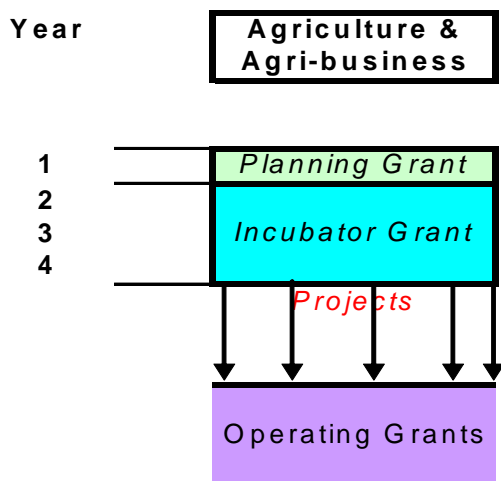 Year
Agriculture &
Agri-business
1
Planning Grant
2
3
Incubator Grant
4
Projects
Operating Grants